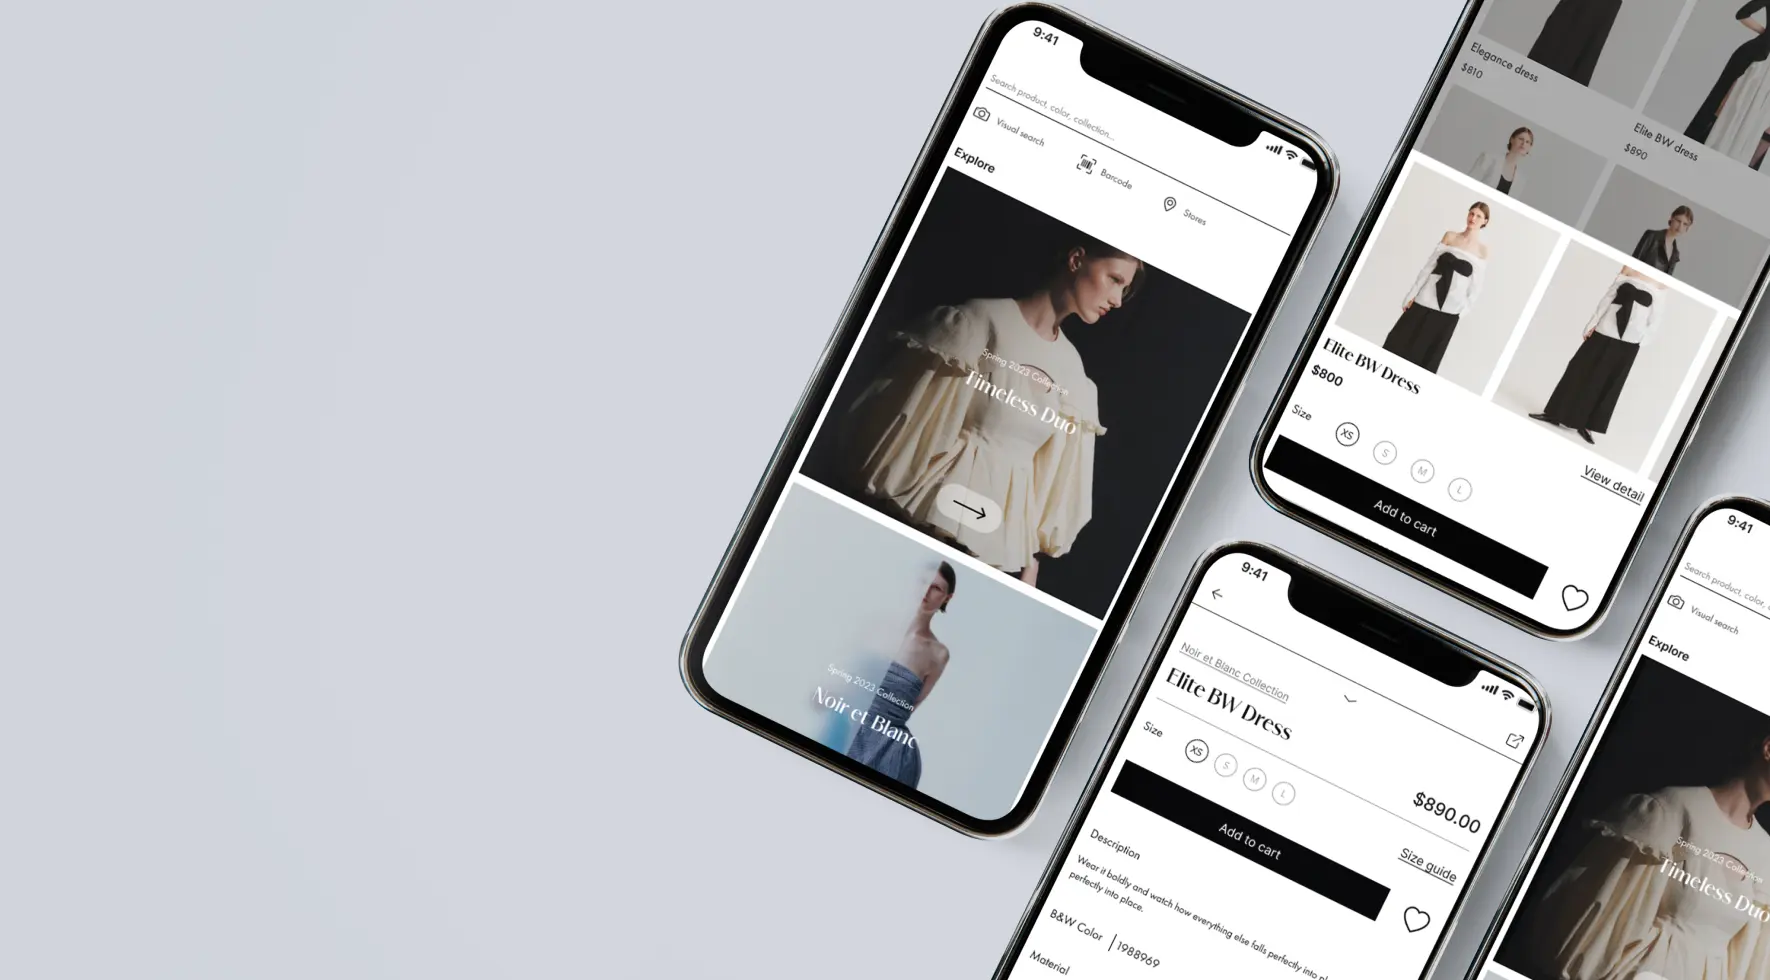 9:41
Search product, color, collection...
Visual search
Barcode
Stores
Explore
Spring 2023 Collection
Timeless Duo
Spring 2023 Collection
Noir et Blanc
Elegance dress
$810
Elite BW dress
$890
Elite BW Dress
$800
Size
XS
S
M
L
View detail
Add to cart
9:41
Noir et Blanc Collection
Elite BW Dress
$890.00
Size
XS
S
M
L
Size guide
Add to cart
Description
Wear it boldly and watch how everything else falls perfectly into pl
perfectly into place.
B&W Color | 1988969
Material
9:41
Search product, color, c
Visual search
Explore
Spring 2023 Collection
Timeless Duo